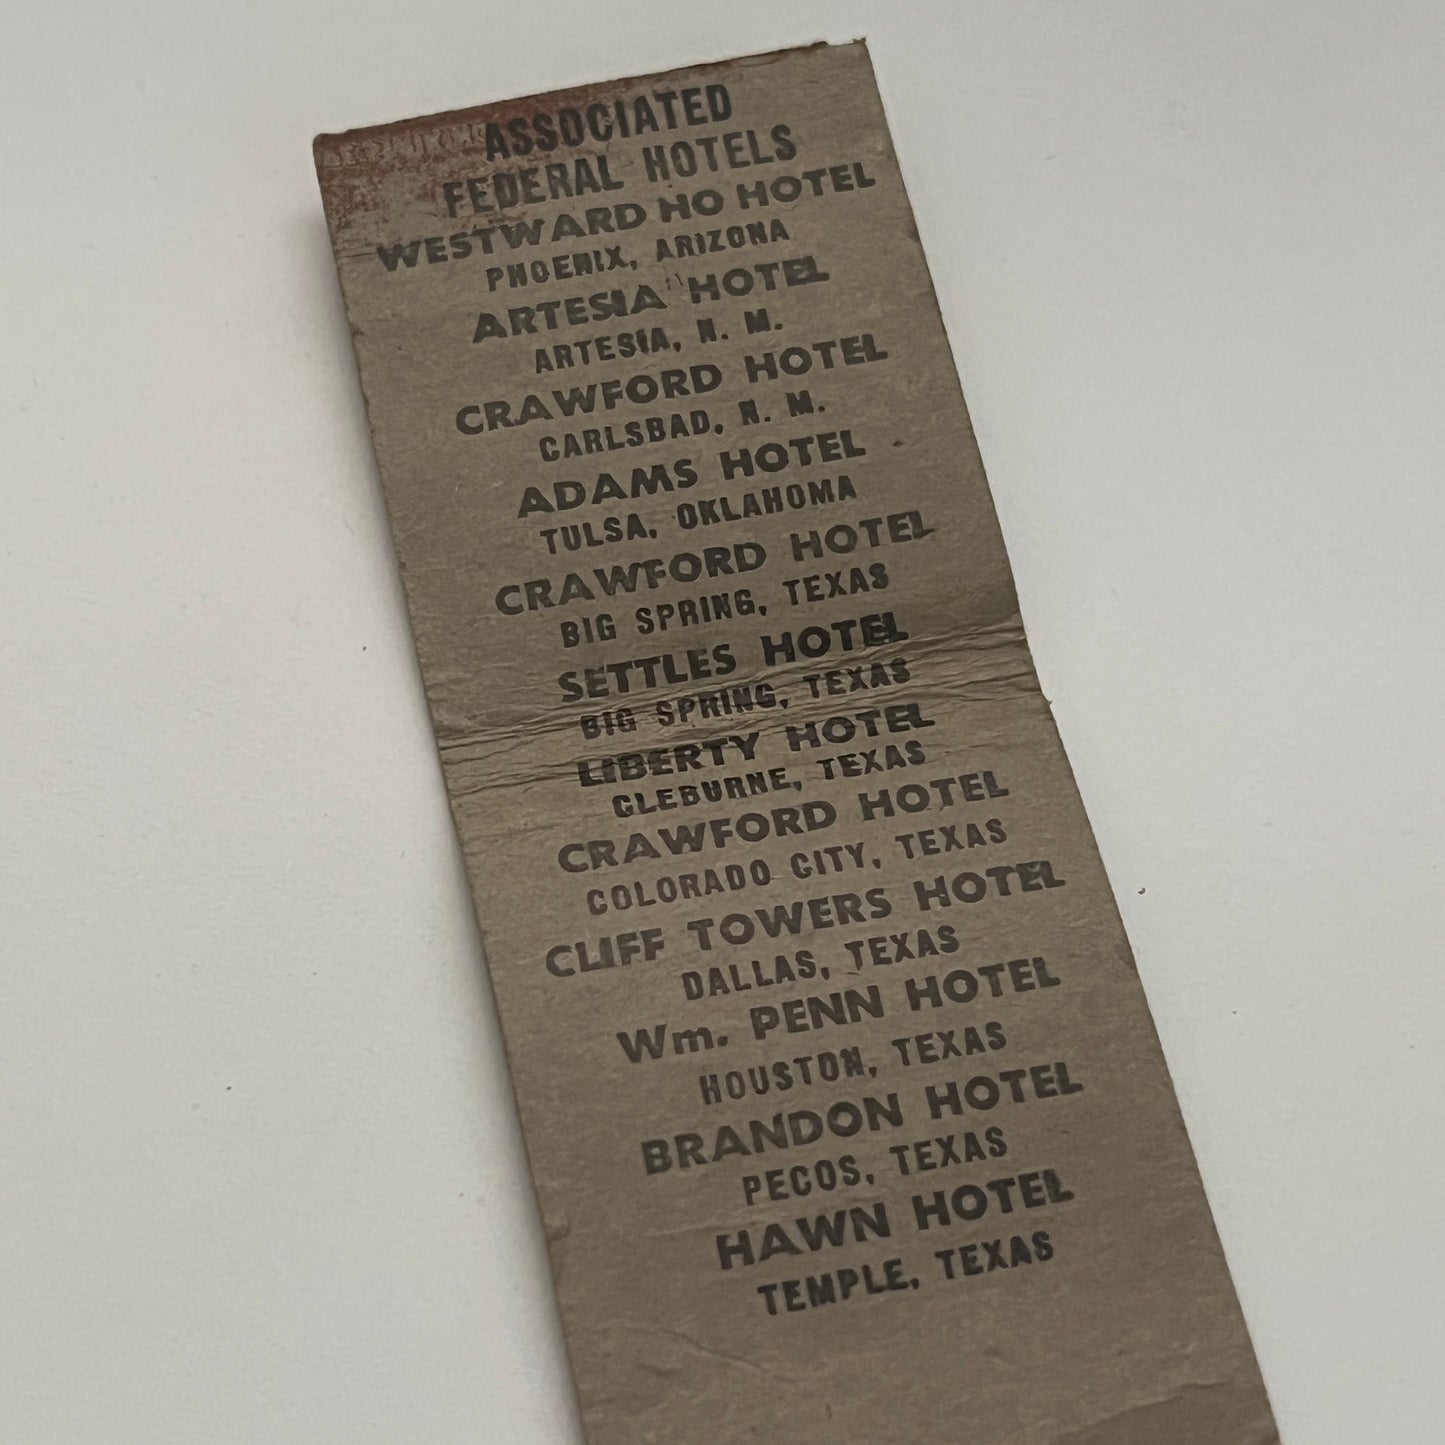 ASSOCIATED
FEDERAL HOTELS
WESTWARD HO HOTEL
PHOENIX, ARIZONA
ARTESIA HOTEL
ARTESIA, N. M.
CRAWFORD HOTEL
CARLSBAD, N. M.
ADAMS HOTEL
TULSA, OKLAHOMA
CRAWFORD HOTEL
BIG SPRING, TEXAS
SETTLES HOTEL
BIG SPRING, TEXAS
LIBERTY HOTEL
CLEBURNE, TEXAS
CRAWFORD HOTEL
COLORADO CITY, TEXAS
CLIFF TOWERS HOTEL
DALLAS, TEXAS
Wm. PENN HOTEL
HOUSTON, TEXAS
BRANDON HOTEL
PECOS, TEXAS
HAWN HOTEL
TEMPLE, TEXAS